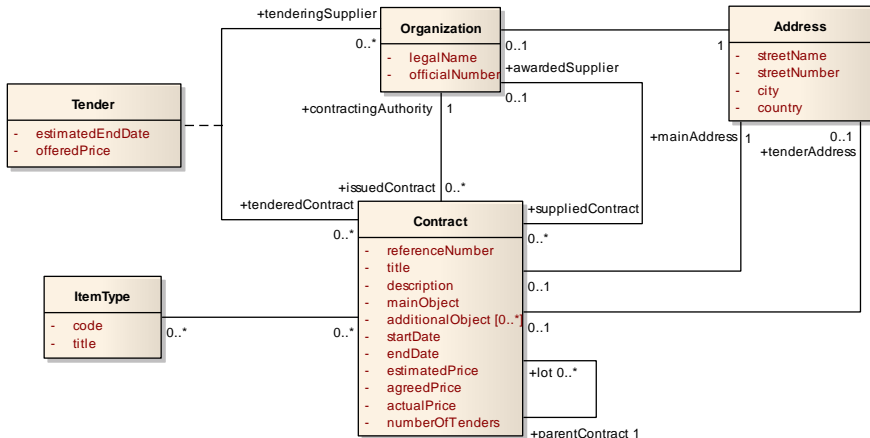 +tenderingSupplier
0..*
Organization
- legalName
- officialNumber
0..1
1
Address
- streetName
- streetNumber
- city
- country
+awardedSupplier
0..1
Tender
- estimatedEndDate
- offeredPrice
+contractingAuthority
1
+mainAddress
1
0..1
+tenderAddress
+issuedContract
0..*
+tenderedContract
0..*
+suppliedContract
0..*
Contract
- referenceNumber
- title
- description
- mainObject
- additionalObject [0..*]
- startDate
- endDate
- estimatedPrice
- agreedPrice
- actualPrice
- numberOfTenders
0..1
0..1
ItemType
- code
- title
0..*
0..*
+lot 0..*
+parentContract 1